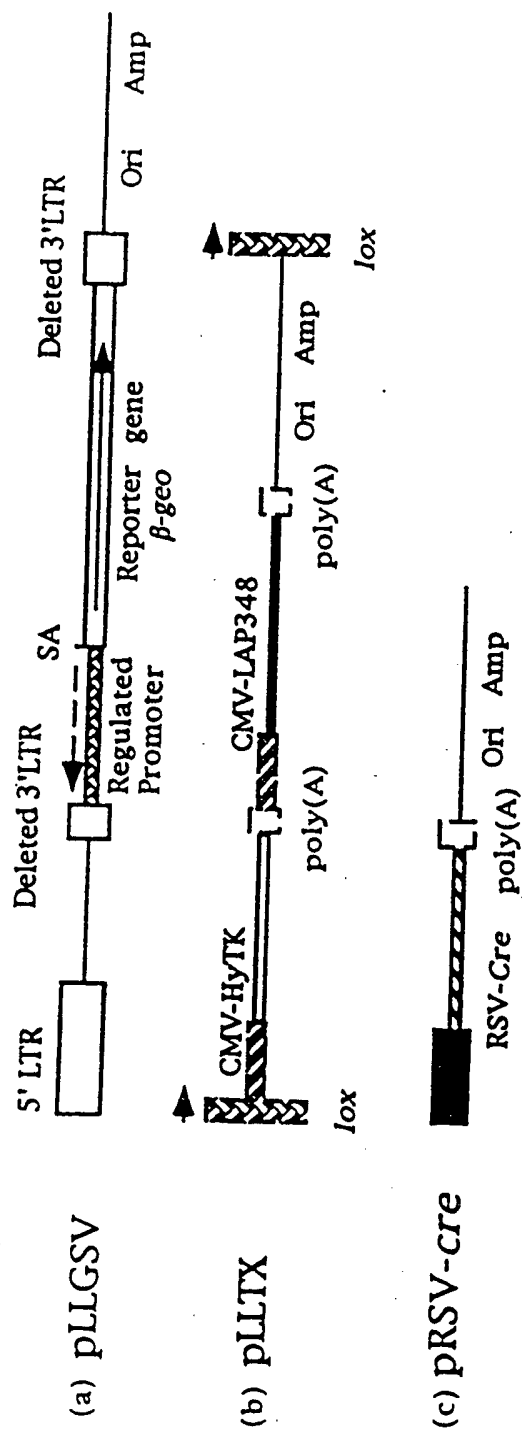 (a) pLLGSV
5' LTR
Deleted 3'LTR
SA
Regulated
Promoter
Reporter gene
β-geo
Deleted 3'LTR
Ori Amp
(b) pLLTX
lox
CMV-HyTK
poly(A)
CMV-LAP348
poly(A)
Ori Amp
lox
(c) pRSV-cre
RSV-Cre
poly(A)
Ori Amp